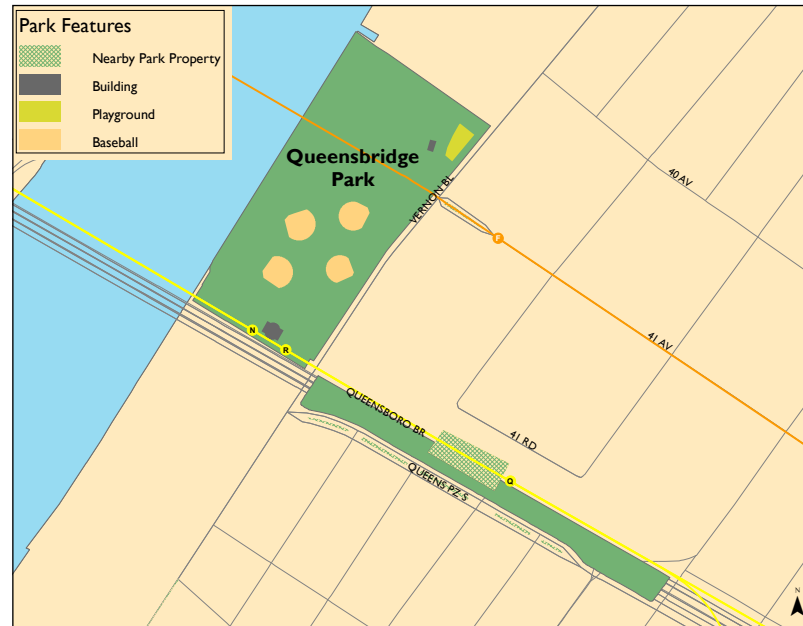 Park Features
Nearby Park Property
Building
Playground
Baseball
Queensbridge
Park
VERNON BL
40 AV
F
41 AV
N
R
QUEENSBORO BR
41 RD
QUEENS PZ S
Q
N